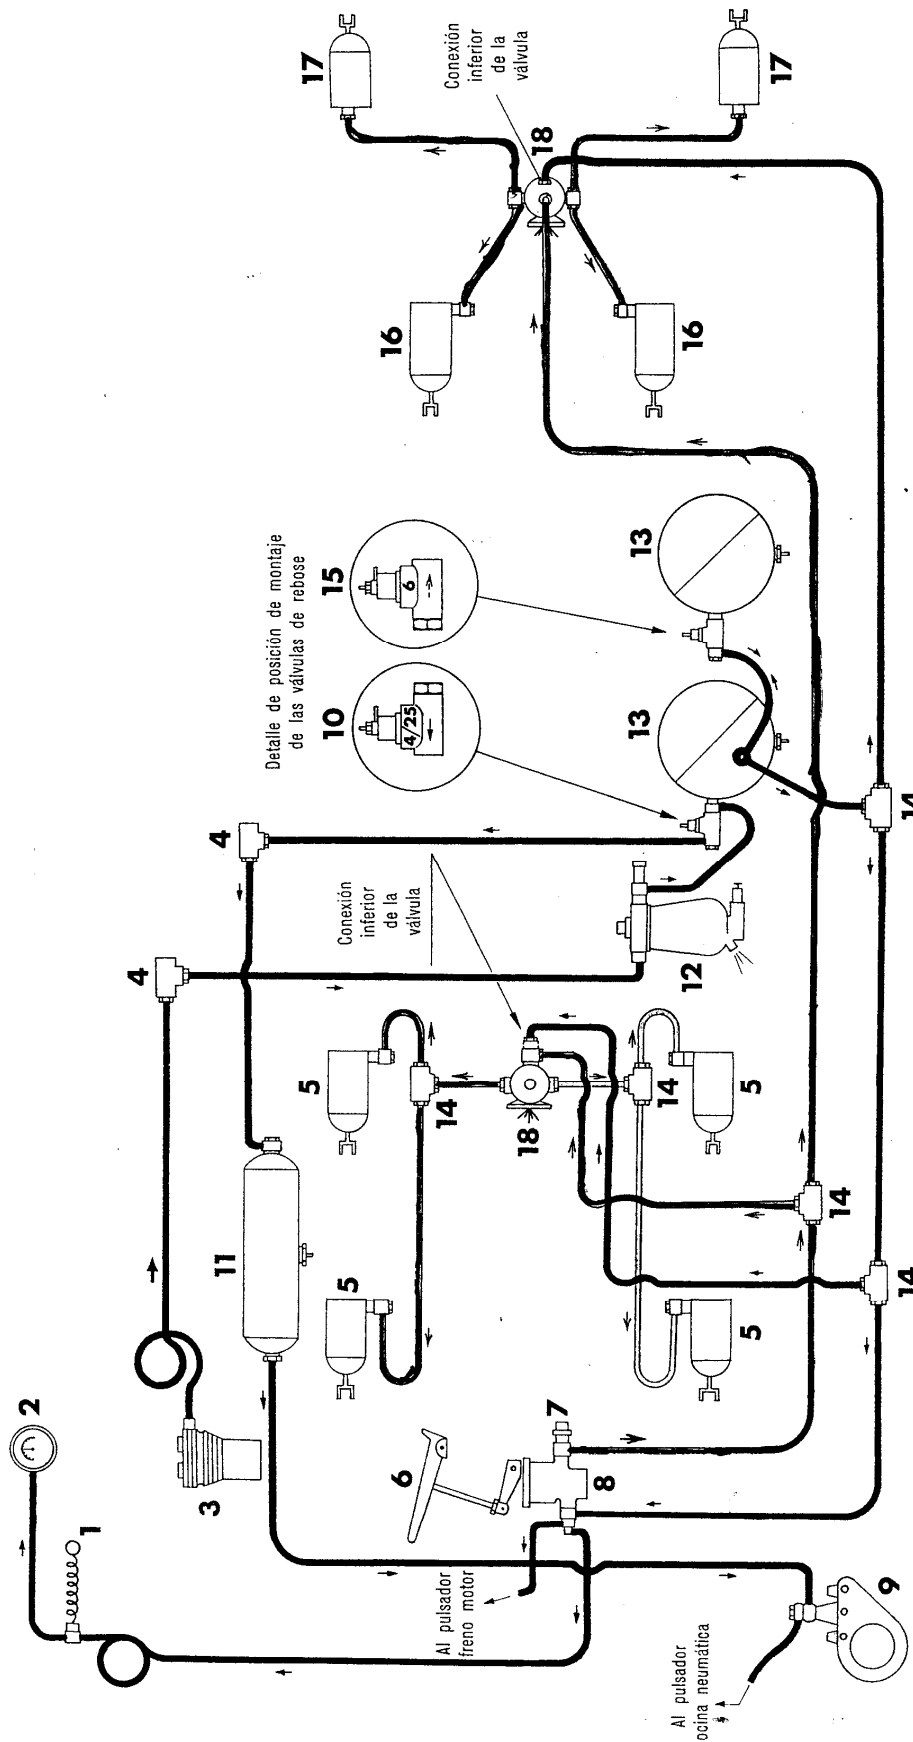 2
1
4
3
4
11
Detalle de posición de montaje
de las válvulas de rebose
5
10
15
17
4/25
6
Conexión
inferior
de la
válvula
5
16
6
Al pulsador
freno motor
14
Conexión
inferior
de la
válvula
18
18
7
8
13
13
14
12
16
Al pulsador
ocina neumática
5
5
17
14
9
14
14